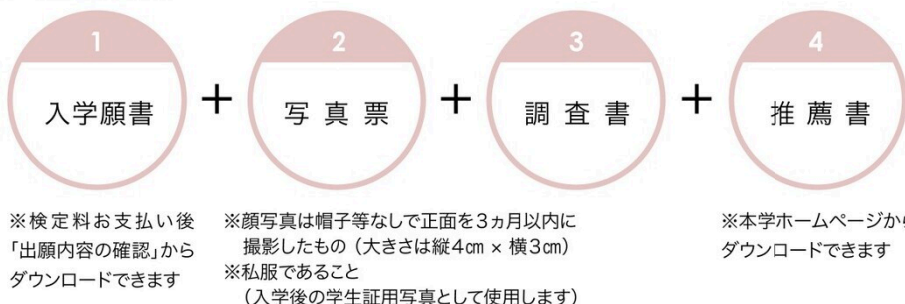 1
入学願書
+
2
写真票
+
3
調査書
+
4
推薦書
※検定料お支払い後
「出願内容の確認」から
ダウンロードできます
※顔写真は帽子等なしで正面を3ヵ月以内に
撮影したもの（大きさは縦4㎝ × 横3㎝）
※私服であること
（入学後の学生証用写真として使用します）
※本学ホームページから
ダウンロードできます